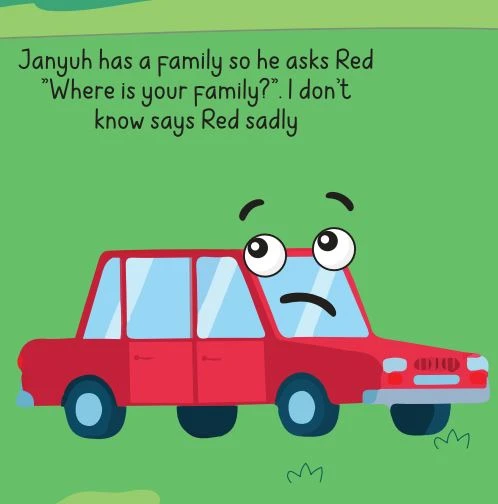 Janyuh has a family so he asks Red
"Where is your family?". I don't
know says Red sadly